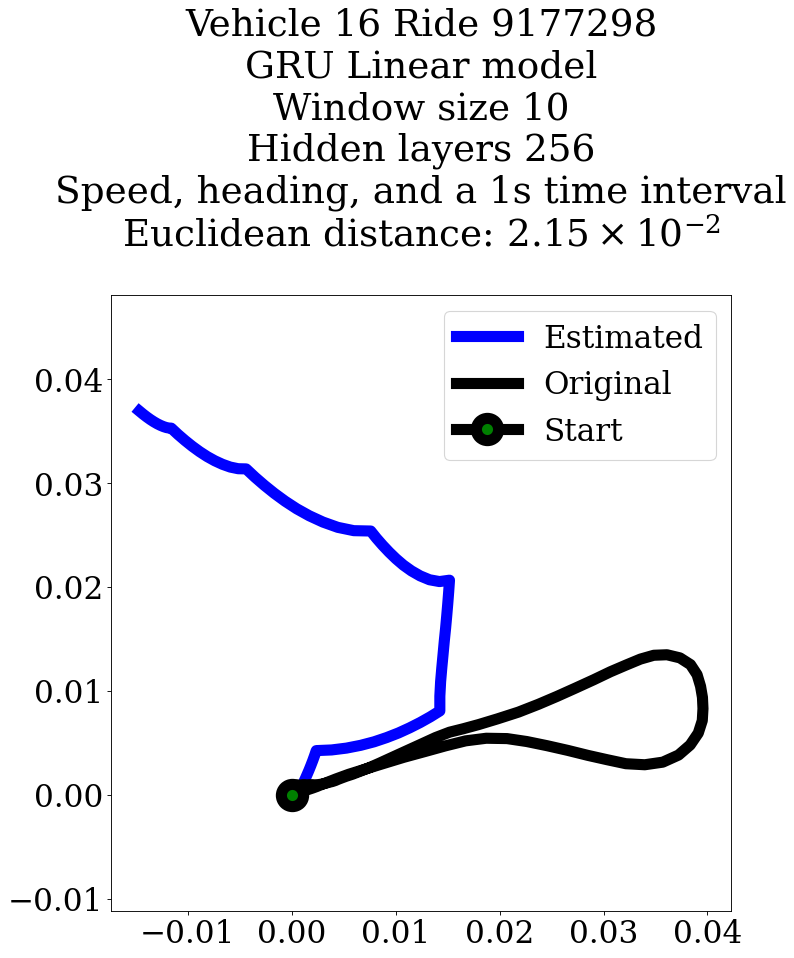 Vehicle 16 Ride 9177298
GRU Linear model
Window size 10
Hidden layers 256
Speed, heading, and a 1s time interval
Euclidean distance: 2.15 × 10⁻²
Estimated
Original
Start
0.04
0.03
0.02
0.01
0.00
−0.01
−0.01 0.00 0.01 0.02 0.03 0.04